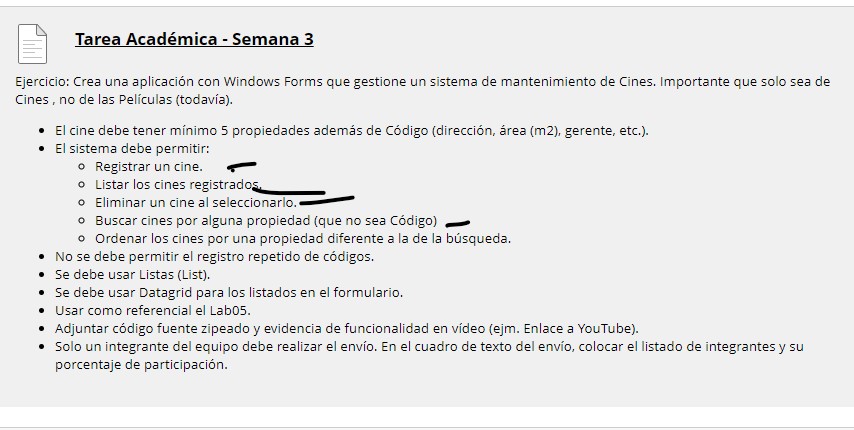 Tarea Académica - Semana 3
Ejercicio: Crea una aplicación con Windows Forms que gestione un sistema de mantenimiento de Cines. Importante que solo sea de
Cines , no de las Películas (todavía).
• El cine debe tener mínimo 5 propiedades además de Código (dirección, área (m2), gerente, etc.).
• El sistema debe permitir:
○ Registrar un cine.
○ Listar los cines registrados.
○ Eliminar un cine al seleccionarlo.
○ Buscar cines por alguna propiedad (que no sea Código)
○ Ordenar los cines por una propiedad diferente a la de la búsqueda.
• No se debe permitir el registro repetido de códigos.
• Se debe usar Listas (List).
• Se debe usar Datagrid para los listados en el formulario.
• Usar como referencial el Lab05.
• Adjuntar código fuente zipeado y evidencia de funcionalidad en vídeo (ejm. Enlace a YouTube).
• Solo un integrante del equipo debe realizar el envío. En el cuadro de texto del envío, colocar el listado de integrantes y su
porcentaje de participación.